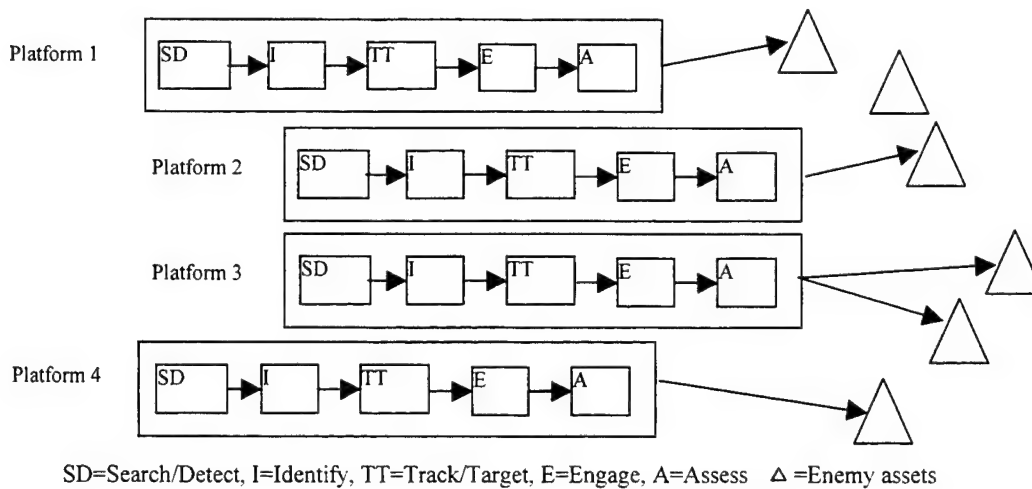 Platform 1
SD I TT E A
Platform 2
SD I TT E A
Platform 3
SD I TT E A
Platform 4
SD I TT E A
SD=Search/Detect, I=Identify, TT=Track/Target, E=Engage, A=Assess △ =Enemy assets